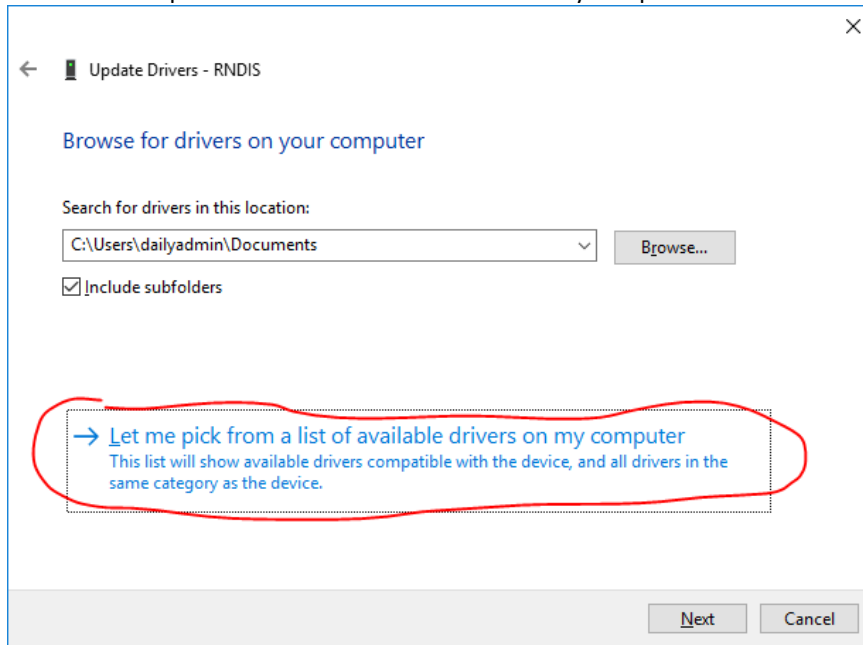 Update Drivers - RNDIS
Browse for drivers on your computer
Search for drivers in this location:
C:\Users\dailyadmin\Documents
Browse...
Include subfolders
Let me pick from a list of available drivers on my computer
This list will show available drivers compatible with the device, and all drivers in the
same category as the device.
Next
Cancel